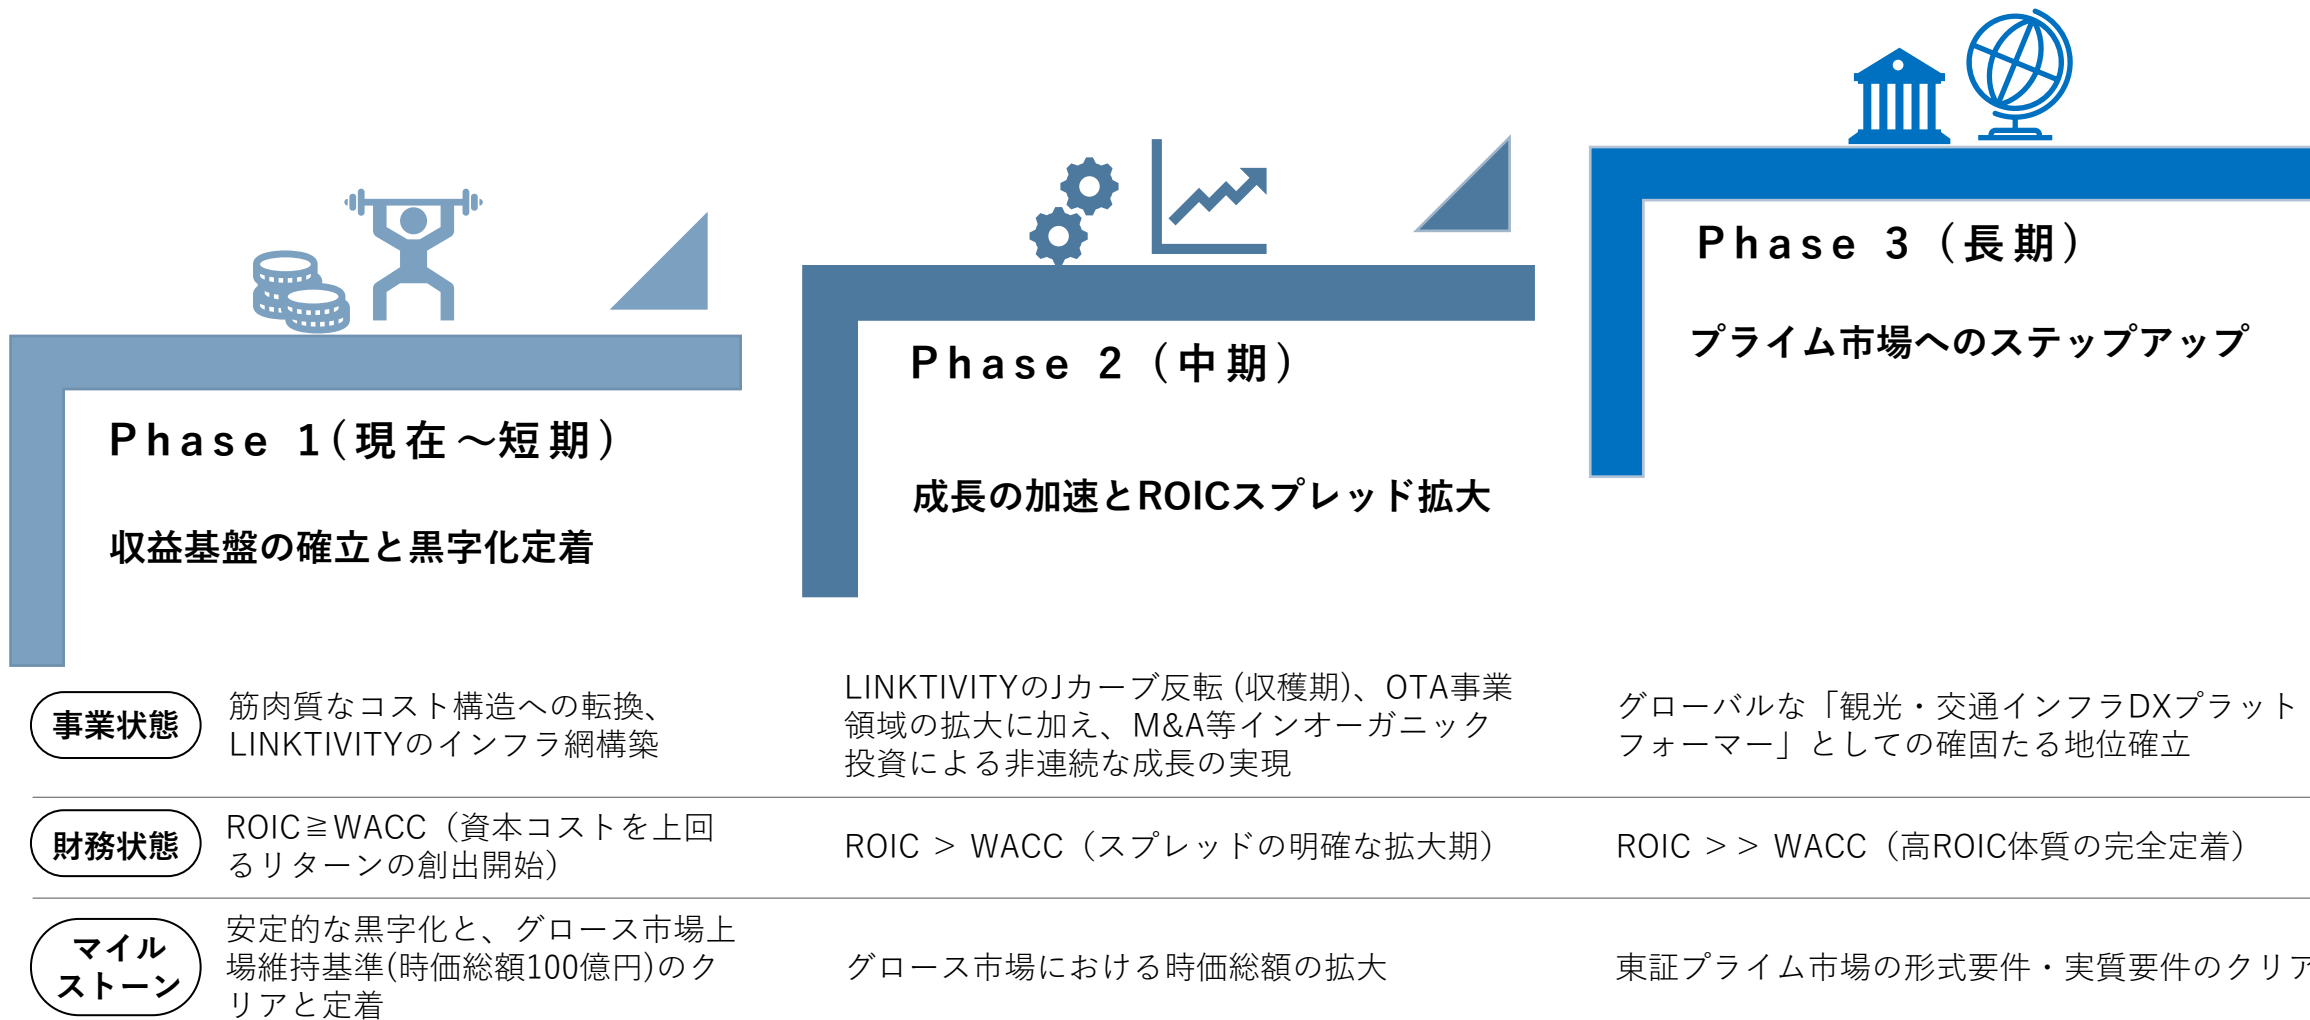 Phase 1(現在～短期)
収益基盤の確立と黒字化定着
Phase 2（中期）
成長の加速とROICスプレッド拡大
Phase 3（長期）
プライム市場へのステップアップ
事業状態
筋肉質なコスト構造への転換、
LINKTIVITYのインフラ網構築
LINKTIVITYのJカーブ反転 (収穫期)、OTA事業
領域の拡大に加え、M&A等インオーガニック
投資による非連続な成長の実現
グローバルな「観光・交通インフラDXプラット
フォーマー」としての確固たる地位確立
財務状態
ROIC≧WACC（資本コストを上回
るリターンの創出開始）
ROIC > WACC（スプレッドの明確な拡大期）
ROIC >> WACC（高ROIC体質の完全定着）
マイル
ストーン
安定的な黒字化と、グロース市場上
場維持基準(時価総額100億円)のク
リアと定着
グロース市場における時価総額の拡大
東証プライム市場の形式要件・実質要件のクリア